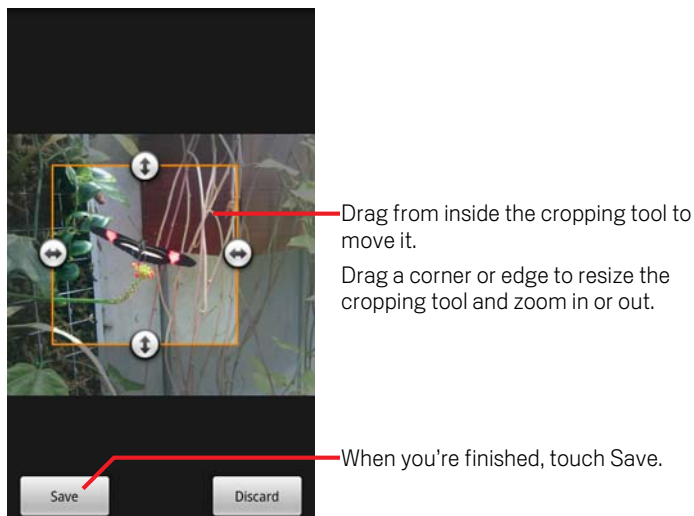 Drag from inside the cropping tool to
move it.
Drag a corner or edge to resize the
cropping tool and zoom in or out.
When you’re finished, touch Save.
Save
Discard